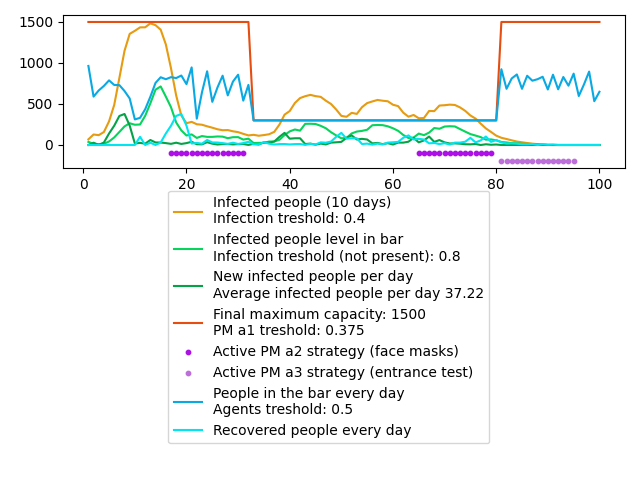 1500
1000
500
0
0 20 40 60 80 100
Infected people (10 days)
Infection treshold: 0.4
Infected people level in bar
Infection treshold (not present): 0.8
New infected people per day
Average infected people per day 37.22
Final maximum capacity: 1500
PM a1 treshold: 0.375
Active PM a2 strategy (face masks)
Active PM a3 strategy (entrance test)
People in the bar every day
Agents treshold: 0.5
Recovered people every day